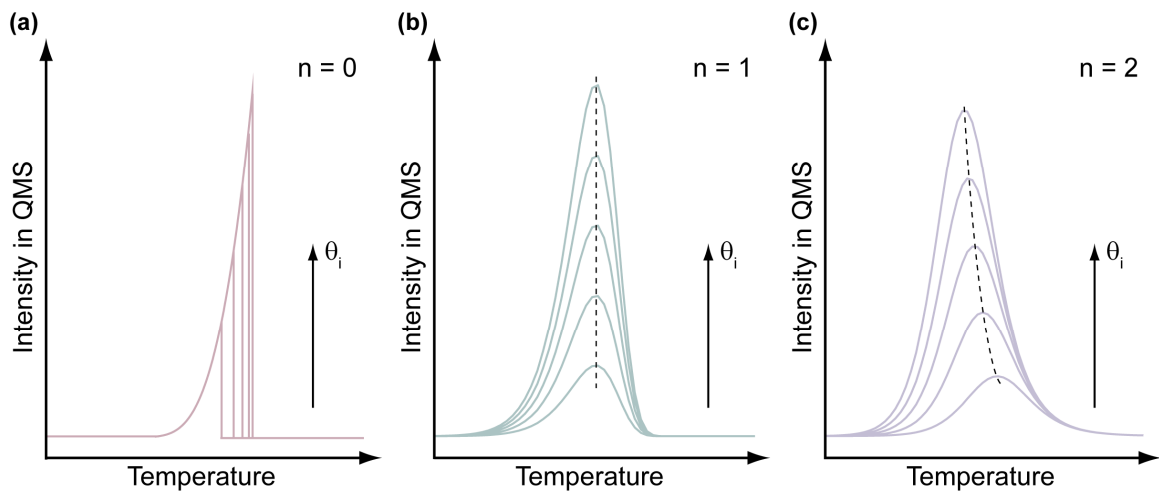 (a)
n = 0
Intensity in QMS
θi
Temperature
(b)
n = 1
Intensity in QMS
θi
Temperature
(c)
n = 2
Intensity in QMS
θi
Temperature